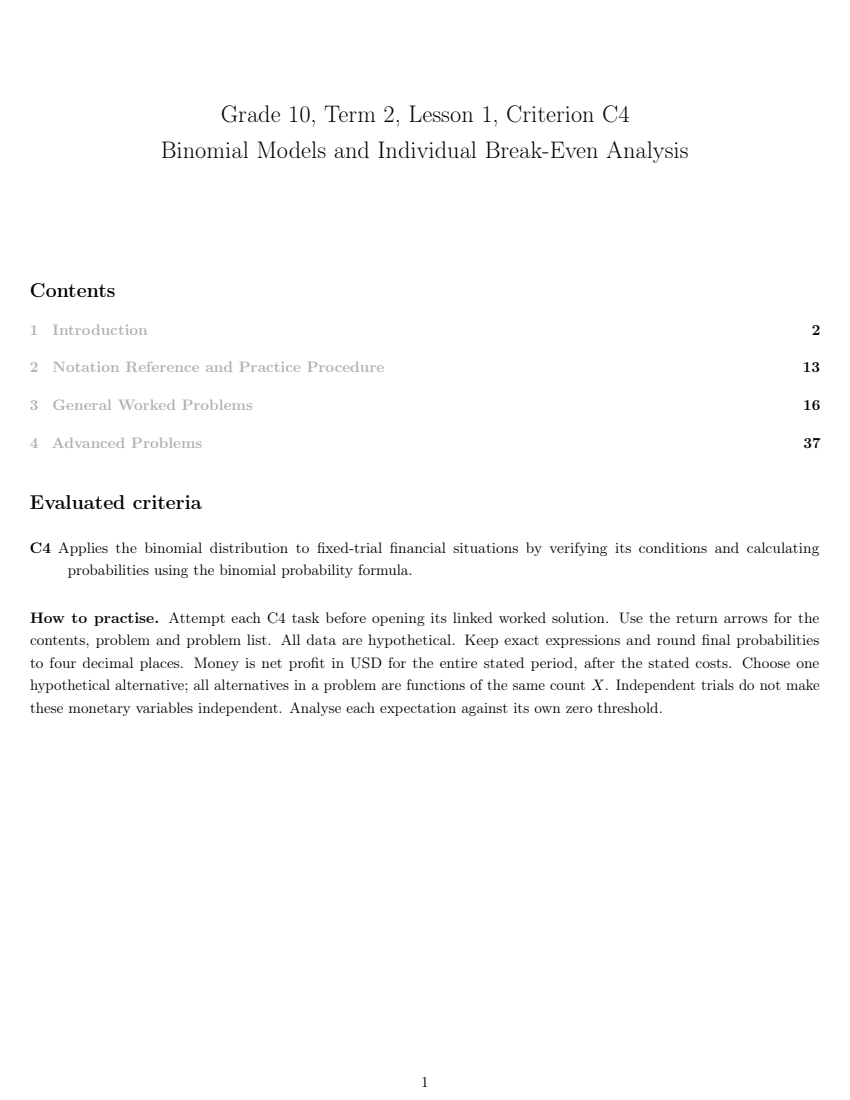 Grade 10, Term 2, Lesson 1, Criterion C4
Binomial Models and Individual Break-Even Analysis
Contents
1 Introduction 2
2 Notation Reference and Practice Procedure 13
3 General Worked Problems 16
4 Advanced Problems 37
Evaluated criteria
C4 Applies the binomial distribution to fixed-trial financial situations by verifying its conditions and calculating
probabilities using the binomial probability formula.
How to practise. Attempt each C4 task before opening its linked worked solution. Use the return arrows for the
contents, problem and problem list. All data are hypothetical. Keep exact expressions and round final probabilities
to four decimal places. Money is net profit in USD for the entire stated period, after the stated costs. Choose one
hypothetical alternative; all alternatives in a problem are functions of the same count X. Independent trials do not make
these monetary variables independent. Analyse each expectation against its own zero threshold.
1